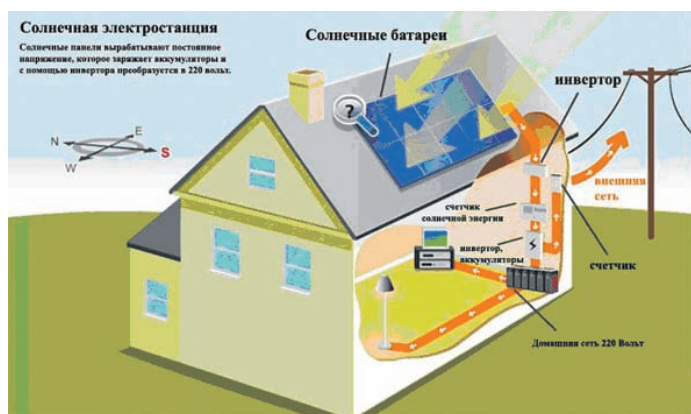 Солнечная электростанция
Солнечные панели вырабатывают постоянное
напряжение, которое заряжает аккумуляторы и
с помощью инвертора преобразуется в 220 вольт.
Солнечные батареи
инвертор
?
N
E
W
S
внешняя
сеть
счетчик
солнечной энергии
инвертор,
аккумуляторы
счетчик
Домашняя сеть 220 Вольт